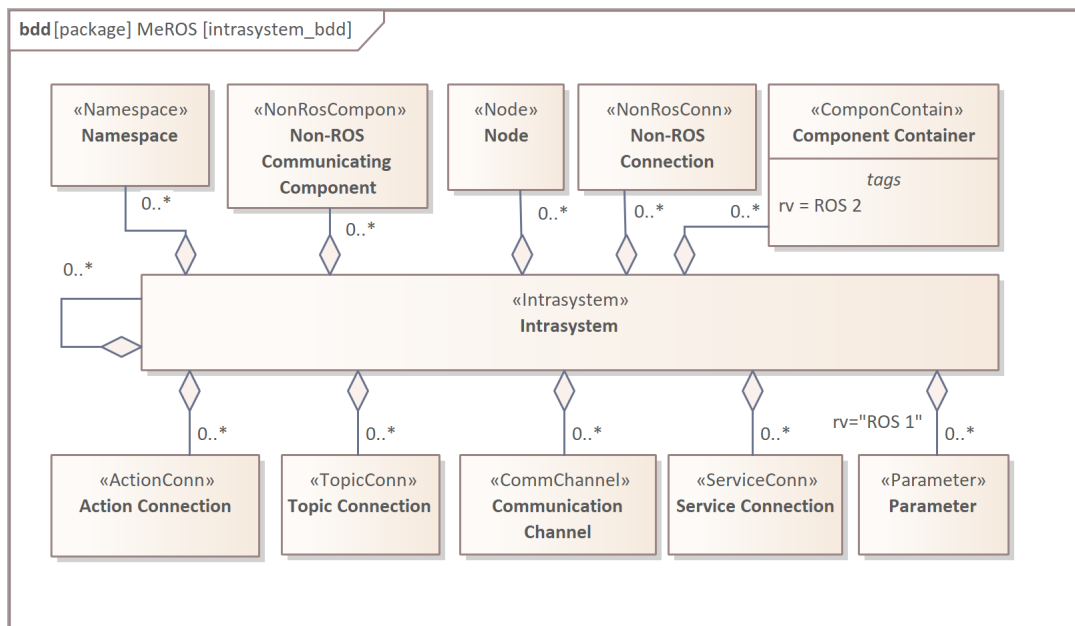 bdd [package] MeROS [intrasystem_bdd]
«Namespace»
Namespace
«NonRosCompon»
Non-ROS
Communicating
Component
«Node»
Node
«NonRosConn»
Non-ROS
Connection
«ComponContain»
Component Container
tags
rv = ROS 2
0..*
0..*
0..*
0..*
0..*
0..*
«Intrasystem»
Intrasystem
rv="ROS 1"
0..*
0..*
0..*
0..*
0..*
«ActionConn»
Action Connection
«TopicConn»
Topic Connection
«CommChannel»
Communication
Channel
«ServiceConn»
Service Connection
«Parameter»
Parameter